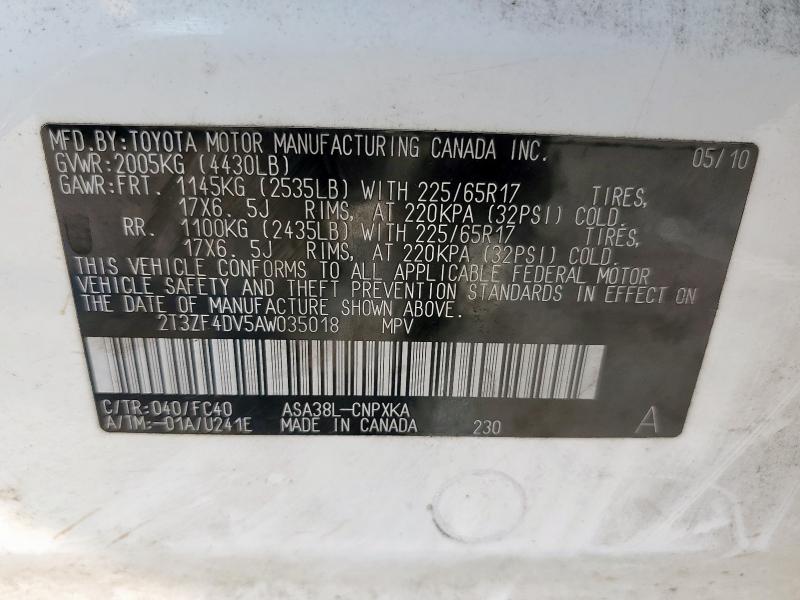 MFD.BY:TOYOTA MOTOR MANUFACTURING CANADA INC. 05/10
GVWR:2005KG (4430LB)
GAWR:FRT. 1145KG (2535LB) WITH 225/65R17 TIRES,
17X6.5J RIMS, AT 220KPA (32PSI) COLD.
RR. 1100KG (2435LB) WITH 225/65R17 TIRES,
17X6.5J RIMS, AT 220KPA (32PSI) COLD.
THIS VEHICLE CONFORMS TO ALL APPLICABLE FEDERAL MOTOR
VEHICLE SAFETY AND THEFT PREVENTION STANDARDS IN EFFECT ON
THE DATE OF MANUFACTURE SHOWN ABOVE.
2T3ZF4DV5AW035018 MPV
C/TR:040/FC40 ASA38L-CNPXKA
A/TM:-01A/U241E MADE IN CANADA 230 A